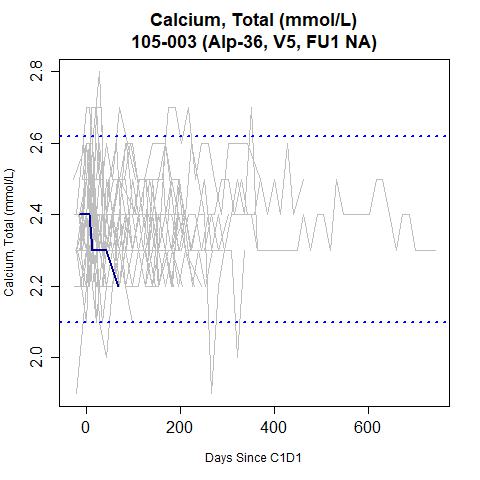 Calcium, Total (mmol/L)
105-003 (Alp-36, V5, FU1 NA)
Calcium, Total (mmol/L)
2.8
2.6
2.4
2.2
2.0
0 200 400 600
Days Since C1D1